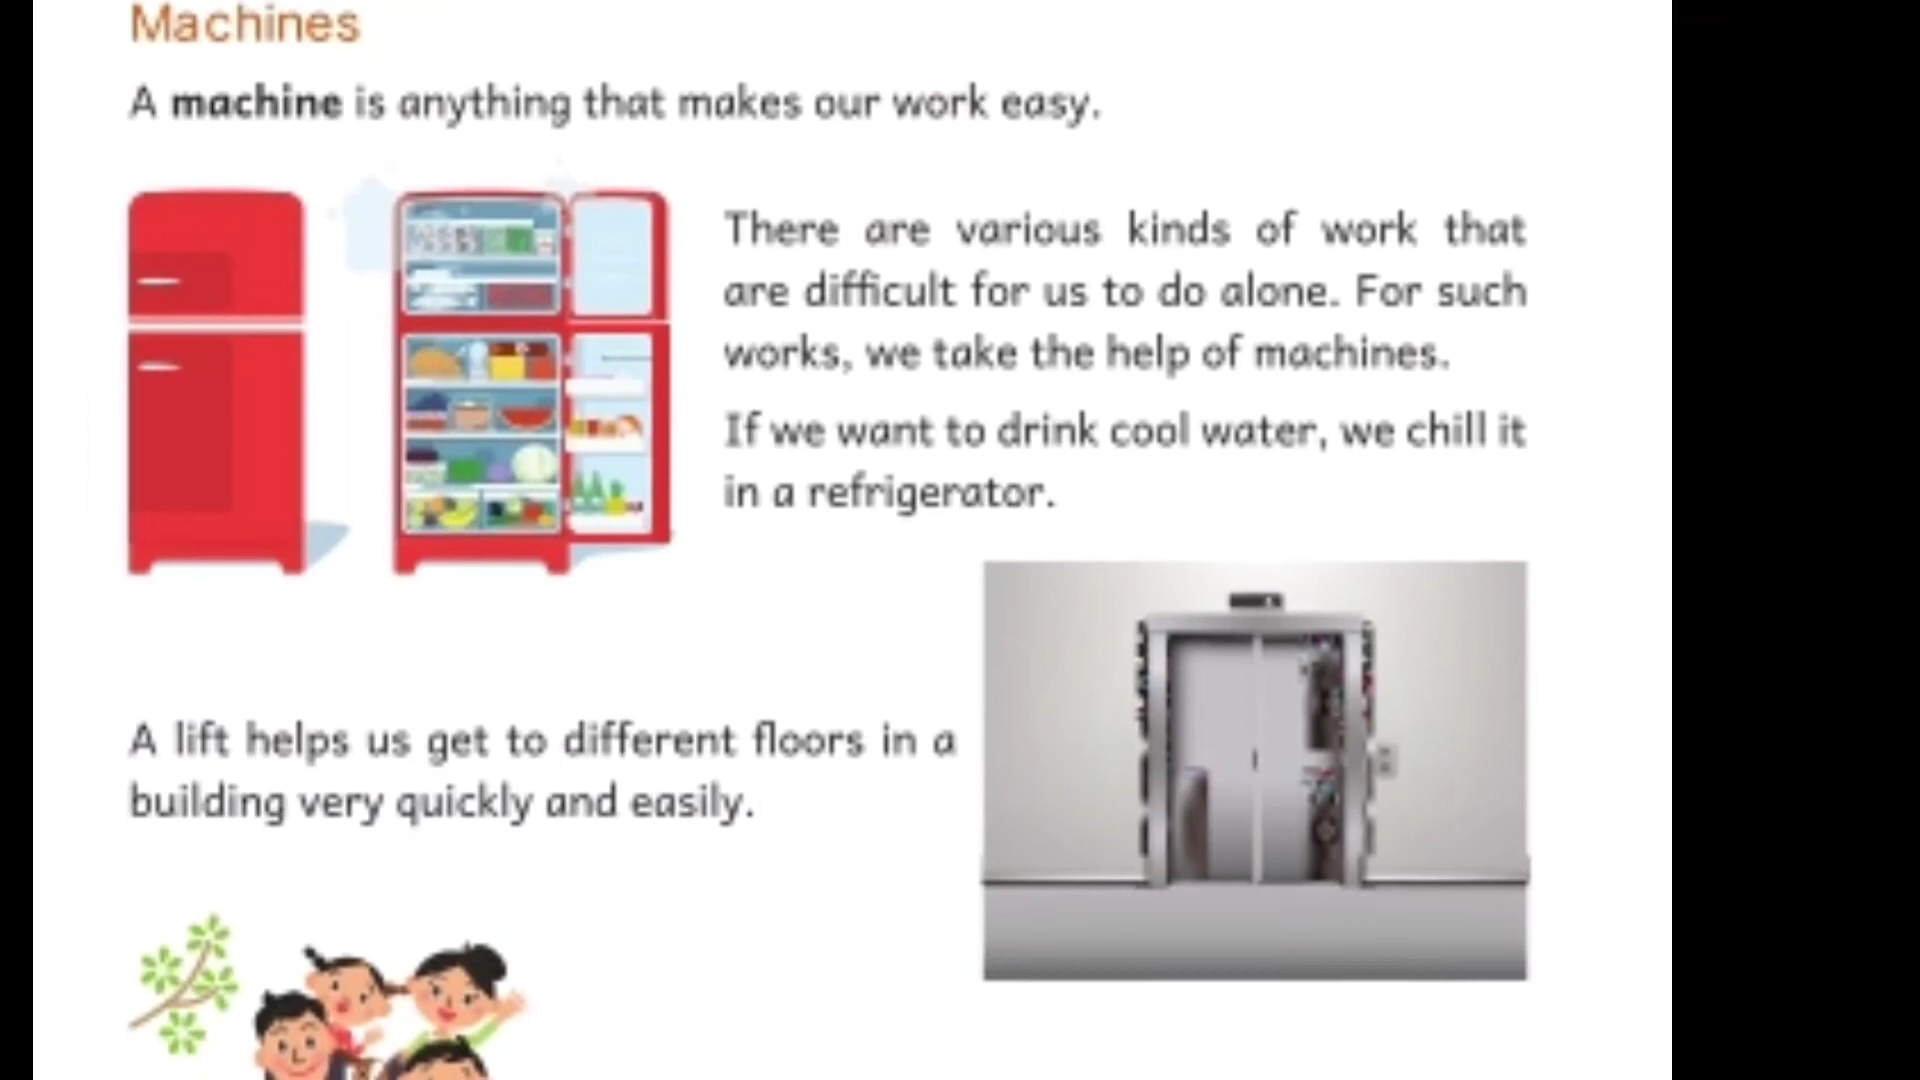 Machines
A machine is anything that makes our work easy.
There are various kinds of work that
are difficult for us to do alone. For such
works, we take the help of machines.
If we want to drink cool water, we chill it
in a refrigerator.
A lift helps us get to different floors in a
building very quickly and easily.